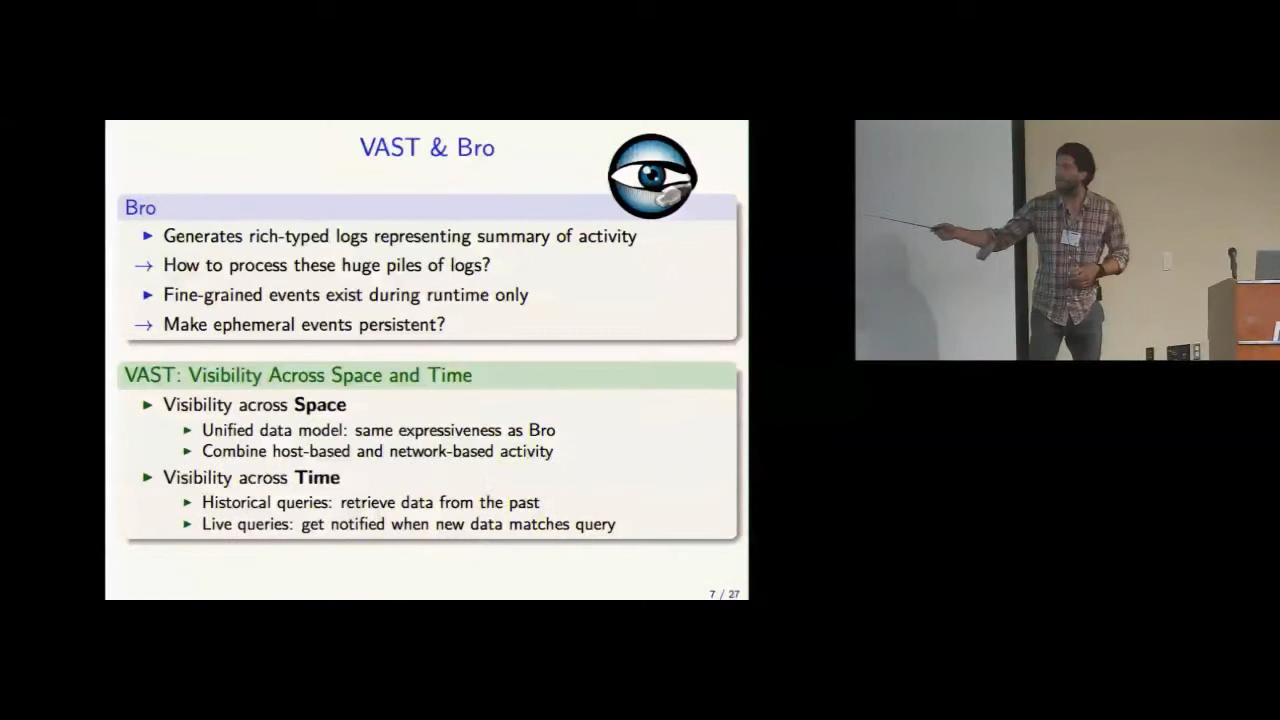 VAST & Bro
Bro
▶ Generates rich-typed logs representing summary of activity
→ How to process these huge piles of logs?
▶ Fine-grained events exist during runtime only
→ Make ephemeral events persistent?
VAST: Visibility Across Space and Time
▶ Visibility across Space
▶ Unified data model: same expressiveness as Bro
▶ Combine host-based and network-based activity
▶ Visibility across Time
▶ Historical queries: retrieve data from the past
▶ Live queries: get notified when new data matches query
7 / 27